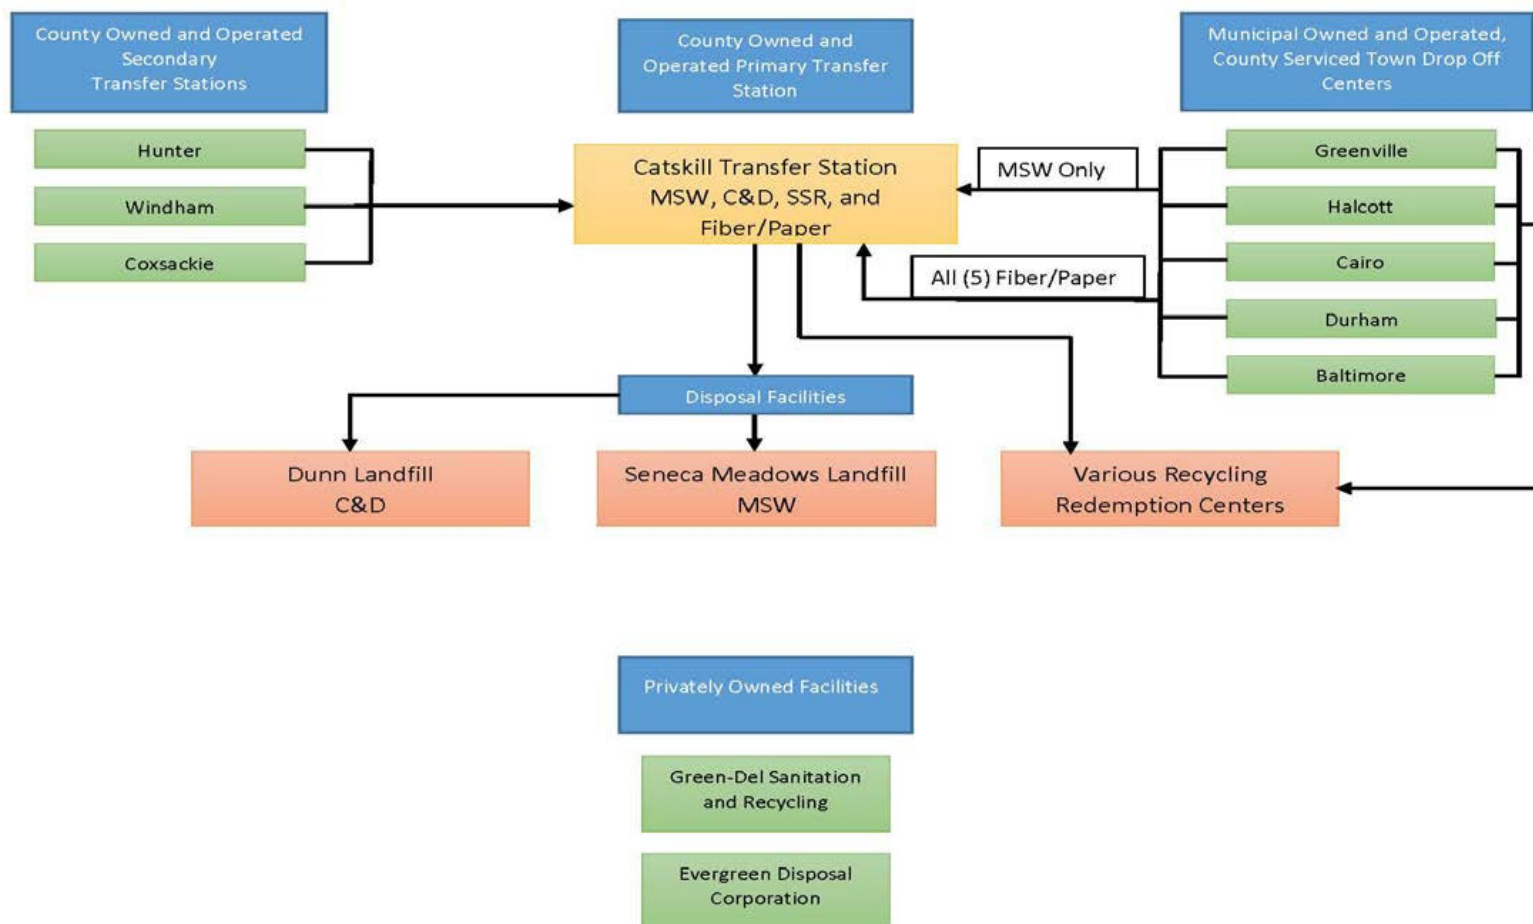 County Owned and Operated
Secondary
Transfer Stations
County Owned and
Operated Primary Transfer
Station
Municipal Owned and Operated,
County Serviced Town Drop Off
Centers
Hunter
Windham
Coxsackie
Catskill Transfer Station
MSW, C&D, SSR, and
Fiber/Paper
MSW Only
All (5) Fiber/Paper
Greenville
Halcott
Cairo
Durham
Baltimore
Disposal Facilities
Dunn Landfill
C&D
Seneca Meadows Landfill
MSW
Various Recycling
Redemption Centers
Privately Owned Facilities
Green-Del Sanitation
and Recycling
Evergreen Disposal
Corporation